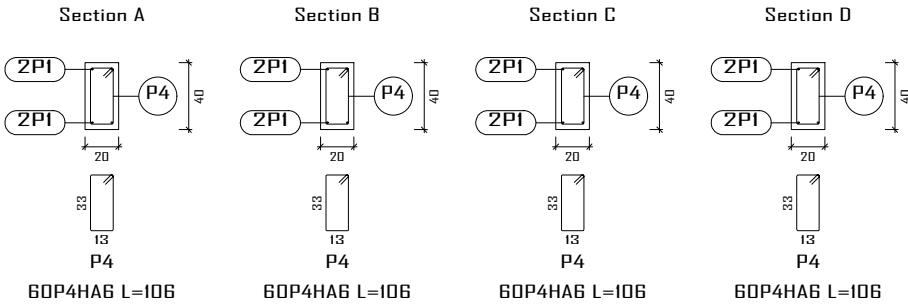 Section A
2P1
P4
40
2P1
20
33
13
P4
60P4HA6 L=106
Section B
2P1
P4
40
2P1
20
33
13
P4
60P4HA6 L=106
Section C
2P1
P4
40
2P1
20
33
13
P4
60P4HA6 L=106
Section D
2P1
P4
40
2P1
20
33
13
P4
60P4HA6 L=106